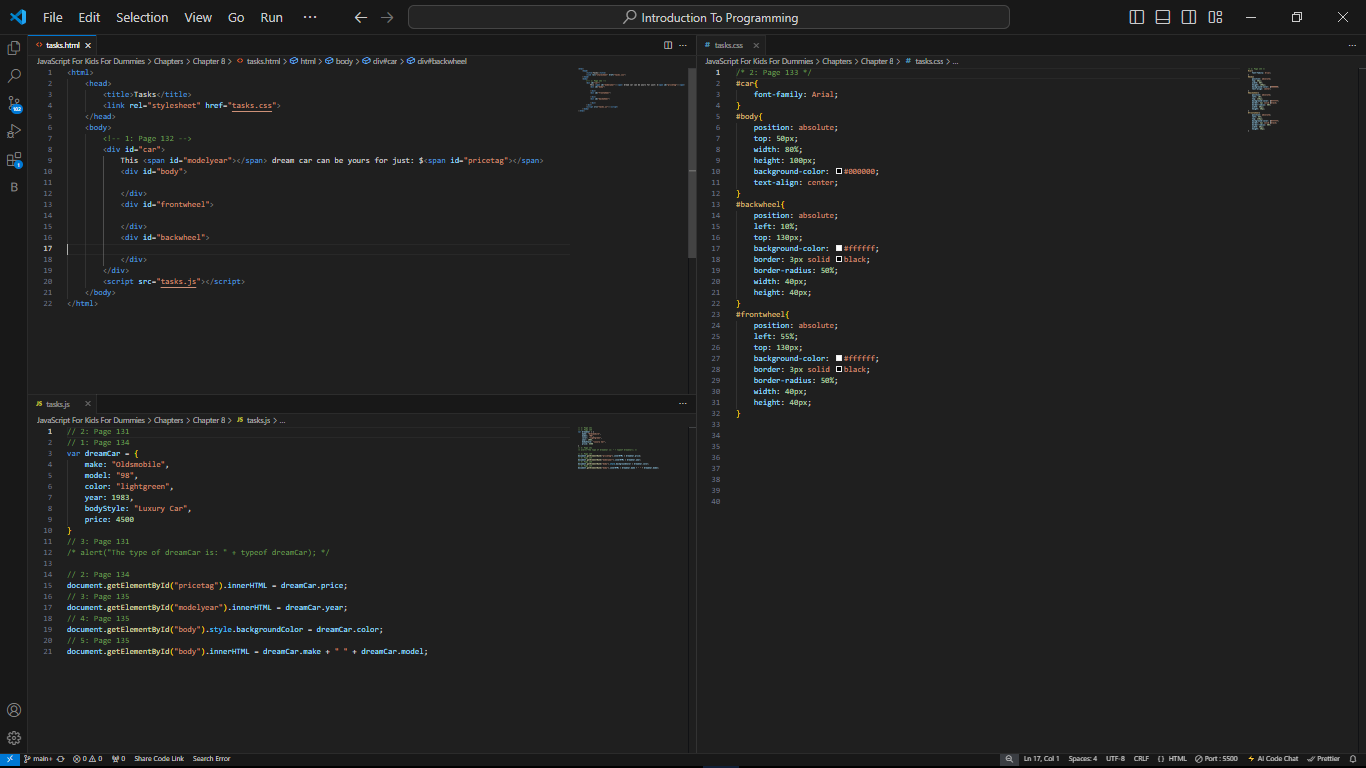 File Edit Selection View Go Run ··· Introduction To Programming
tasks.html
JavaScript For Kids For Dummies > Chapters > Chapter 8 > tasks.html > html > body > div#car > div#backwheel
1 <html>
2 <head>
3 <title>Tasks</title>
4 <link rel="stylesheet" href="tasks.css">
5 </head>
6 <body>
7 <!-- 1: Page 132 -->
8 <div id="car">
9 This <span id="modelyear"></span> dream car can be yours for just: $<span id="pricetag"></span>
10 <div id="body">
11
12 </div>
13 <div id="frontwheel">
14
15 </div>
16 <div id="backwheel">
17
18 </div>
19 </div>
20 <script src="tasks.js"></script>
21 </body>
22 </html>
tasks.js
JavaScript For Kids For Dummies > Chapters > Chapter 8 > tasks.js > ...
1 // 2: Page 131
2 // 1: Page 134
3 var dreamCar = {
4 make: "Oldsmobile",
5 model: "98",
6 color: "lightgreen",
7 year: 1983,
8 bodyStyle: "Luxury Car",
9 price: 4500
10 }
11 // 3: Page 131
12 /* alert("The type of dreamCar is: " + typeof dreamCar); */
13
14 // 2: Page 134
15 document.getElementById("pricetag").innerHTML = dreamCar.price;
16 // 3: Page 135
17 document.getElementById("modelyear").innerHTML = dreamCar.year;
18 // 4: Page 135
19 document.getElementById("body").style.backgroundColor = dreamCar.color;
20 // 5: Page 135
21 document.getElementById("body").innerHTML = dreamCar.make + " " + dreamCar.model;
tasks.css
JavaScript For Kids For Dummies > Chapters > Chapter 8 > tasks.css > ...
1 /* 2: Page 133 */
2 #car{
3 font-family: Arial;
4 }
5 #body{
6 position: absolute;
7 top: 50px;
8 width: 80%;
9 height: 100px;
10 background-color: #000000;
11 text-align: center;
12 }
13 #backwheel{
14 position: absolute;
15 left: 10%;
16 top: 130px;
17 background-color: #ffffff;
18 border: 3px solid black;
19 border-radius: 50%;
20 width: 40px;
21 height: 40px;
22 }
23 #frontwheel{
24 position: absolute;
25 left: 55%;
26 top: 130px;
27 background-color: #ffffff;
28 border: 3px solid black;
29 border-radius: 50%;
30 width: 40px;
31 height: 40px;
32 }
33
34
35
36
37
38
39
40
102
1
B
main+ 0 0 0 Share Code Link Search Error
Ln 17, Col 1 Spaces: 4 UTF-8 CRLF {} HTML Port : 5500 AI Code Chat Prettier